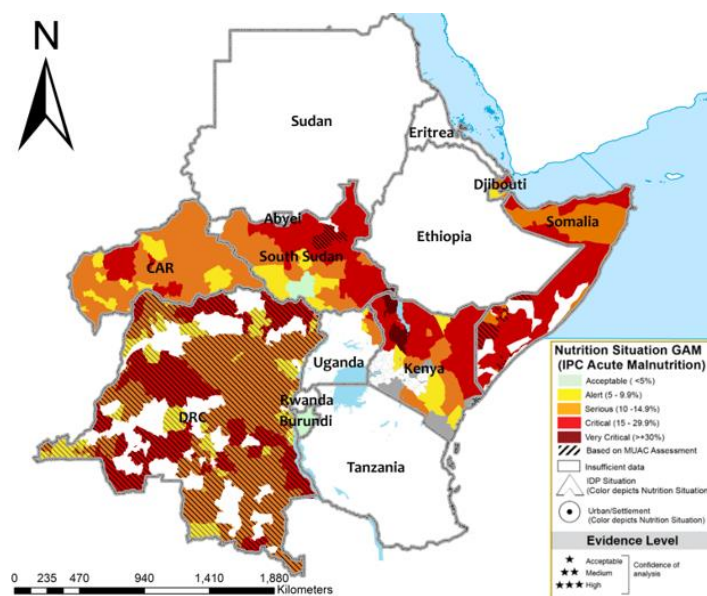 N
Sudan
Eritrea
Djibouti
Abyei
Ethiopia
Somalia
South Sudan
CAR
Uganda
Kenya
DRC
Rwanda
Burundi
Tanzania
Nutrition Situation GAM
(IPC Acute Malnutrition)
Acceptable ( <5%)
Alert (5 - 9.9%)
Serious (10 -14.9%)
Critical (15 - 29.9%)
Very Critical (>+30%)
Based on MUAC Assessment
Insufficient data
IDP Situation
(Color depicts Nutrition Situation)
Urban/Settlement
(Color depicts Nutrition Situation)
Evidence Level
★ Acceptable
★★ Medium
★★★ High
Confidence of
analysis
0 235 470 940 1,410 1,880
Kilometers